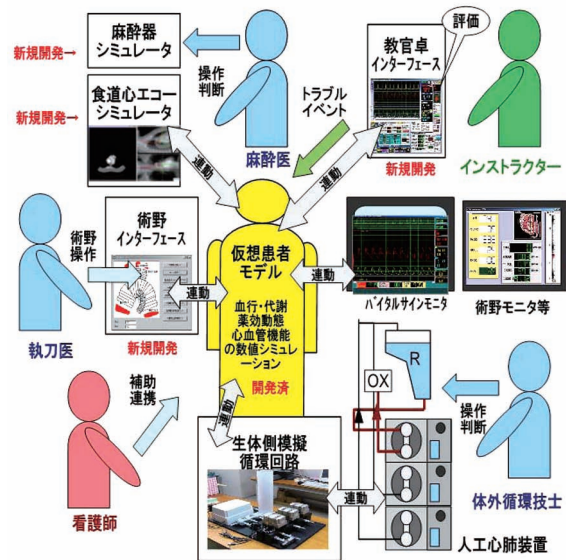 麻酔器
シミュレータ
新規開発→
食道心エコー
シミュレータ
新規開発→
操作
判断
麻酔医
トラブル
イベント
教官卓
インターフェース
新規開発
評価
インストラクター
連動
連動
術野
操作
執刀医
術野
インターフェース
新規開発
連動
仮想患者
モデル
血行・代謝
薬効動態
心血管機能
の数値シミュレ
ーション
開発済
連動
バイタルサインモニタ
術野モニタ等
補助
連携
看護師
連動
生体側模擬
循環回路
連動
OX
R
操作
判断
体外循環技士
人工心肺装置